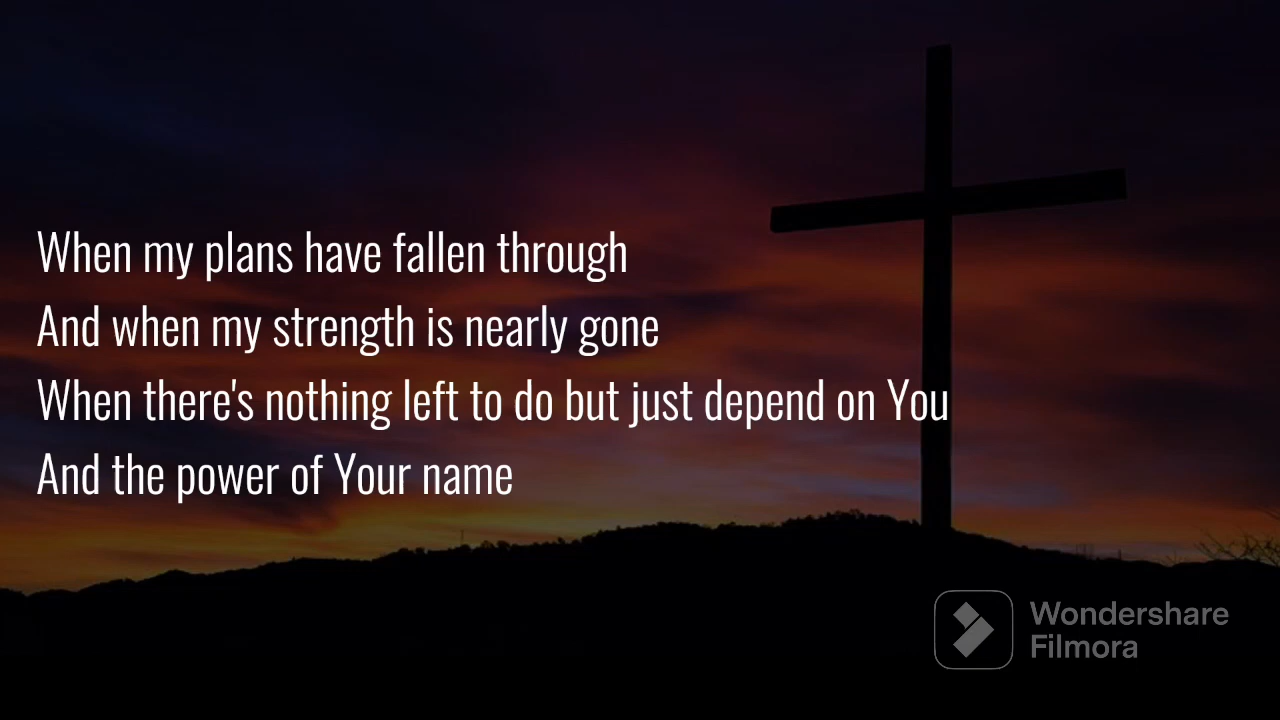 When my plans have fallen through
And when my strength is nearly gone
When there's nothing left to do but just depend on You
And the power of Your name
Wondershare
Filmora